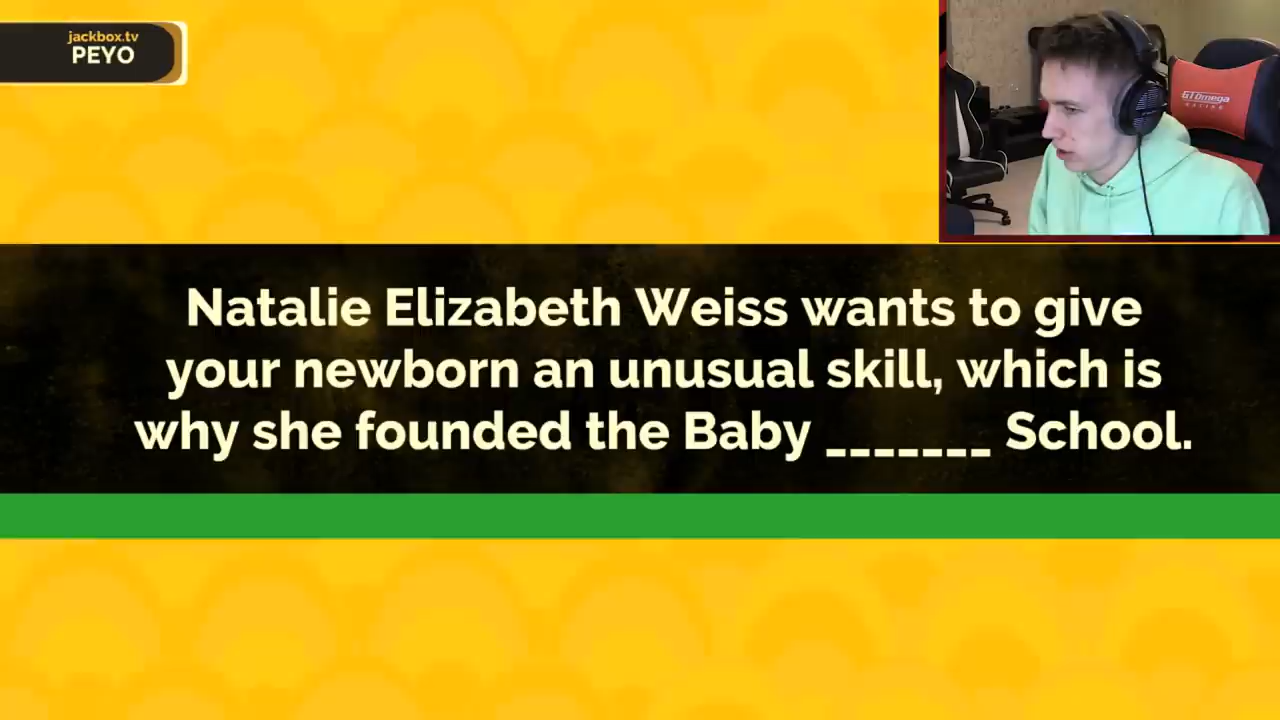 jackbox.tv
PEYO
GTOmega
RACING
Natalie Elizabeth Weiss wants to give
your newborn an unusual skill, which is
why she founded the Baby _______ School.